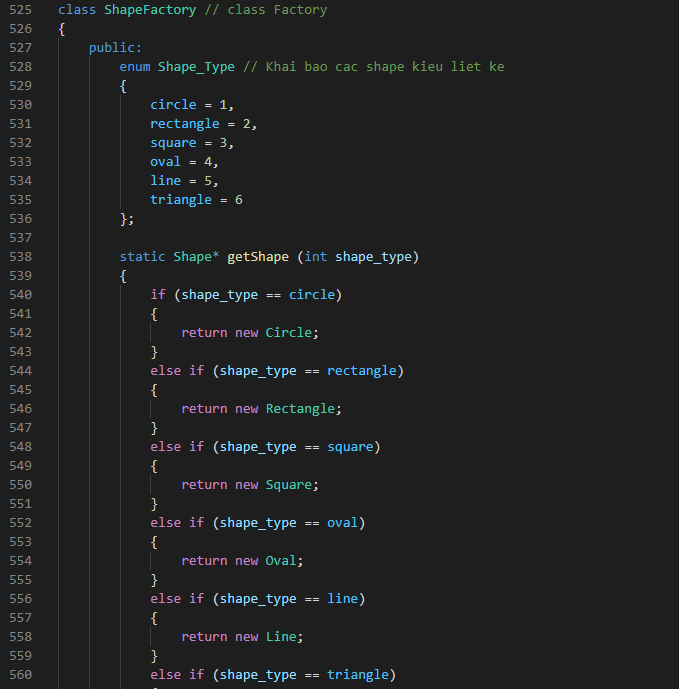 525 class ShapeFactory // class Factory
526 {
527     public:
528         enum Shape_Type // Khai bao cac shape kieu liet ke
529         {
530             circle = 1,
531             rectangle = 2,
532             square = 3,
533             oval = 4,
534             line = 5,
535             triangle = 6
536         };
537
538         static Shape* getShape (int shape_type)
539         {
540             if (shape_type == circle)
541             {
542                 return new Circle;
543             }
544             else if (shape_type == rectangle)
545             {
546                 return new Rectangle;
547             }
548             else if (shape_type == square)
549             {
550                 return new Square;
551             }
552             else if (shape_type == oval)
553             {
554                 return new Oval;
555             }
556             else if (shape_type == line)
557             {
558                 return new Line;
559             }
560             else if (shape_type == triangle)